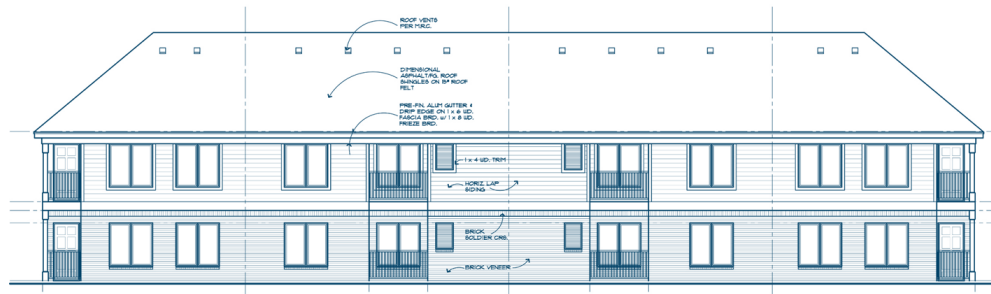 ROOF VENTS
PER M.R.C.
DIMENSIONAL
ASPHALT/FG. ROOF
SHINGLES ON 15# ROOF
FELT
PRE-FIN. ALUM GUTTER &
DRIP EDGE ON 1 x 6 WD.
FASCIA BRD. w/ 1 x 8 WD.
FRIEZE BRD.
1 x 4 WD. TRIM
HORIZ. LAP
SIDING
BRICK
SOLDIER CRS.
BRICK VENEER